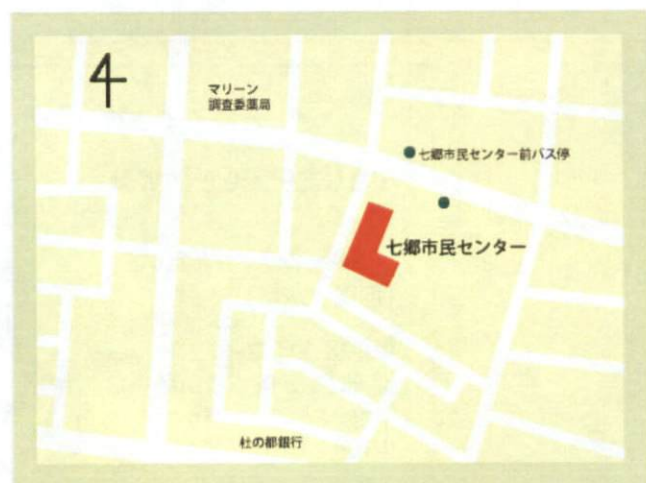 マリーン
調査委薬局
七郷市民センター前バス停
七郷市民センター
杜の都銀行